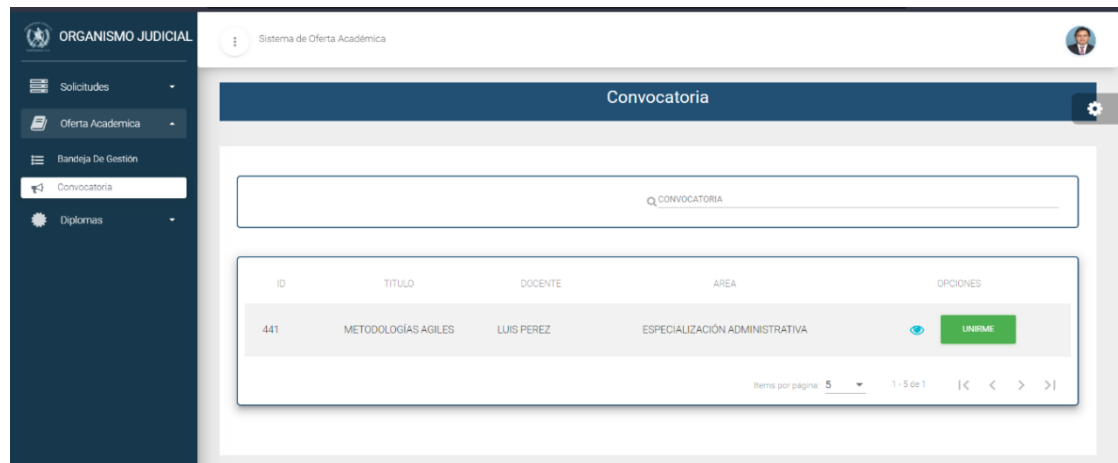 ORGANISMO JUDICIAL
Sistema de Oferta Académica
Solicitudes
Oferta Academica
Bandeja De Gestión
Convocatoria
Diplomas
Convocatoria
CONVOCATORIA
ID TITULO DOCENTE AREA OPCIONES
441 METODOLOGÍAS AGILES LUIS PEREZ ESPECIALIZACIÓN ADMINISTRATIVA UNIRME
Items por página: 5 1 - 5 de 1